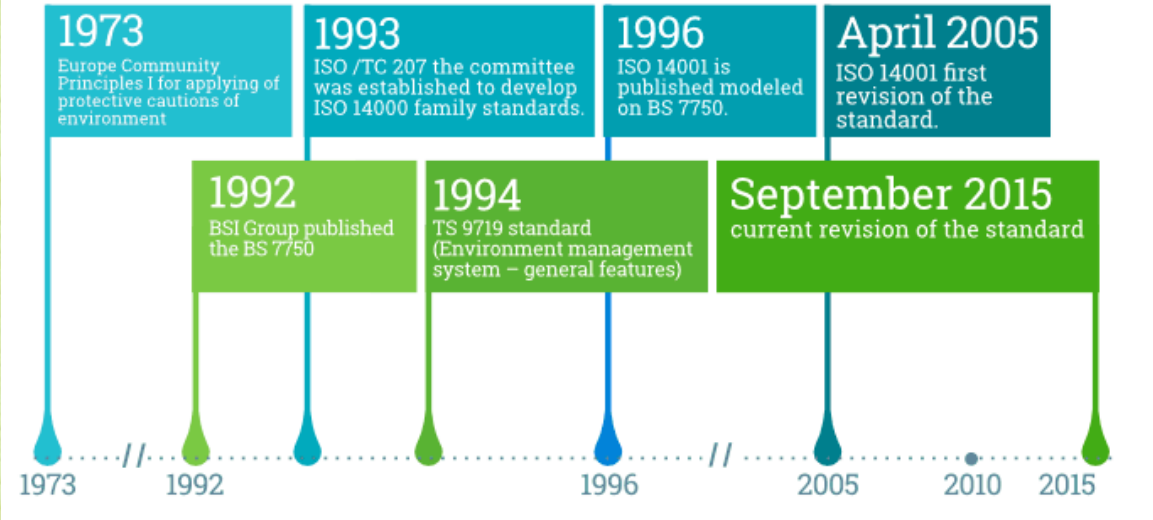 1973
Europe Community
Principles I for applying of
protective cautions of
environment
1993
ISO /TC 207 the committee
was established to develop
ISO 14000 family standards.
1996
ISO 14001 is
published modeled
on BS 7750.
April 2005
ISO 14001 first
revision of the
standard.
1992
BSI Group published
the BS 7750
1994
TS 9719 standard
(Environment management
system – general features)
September 2015
current revision of the standard
//
//
1973
1992
1996
2005
2010
2015